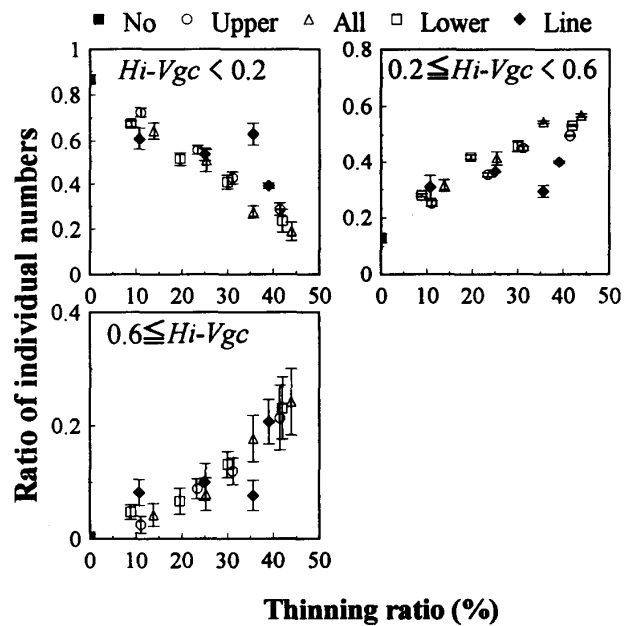 ■ No ○ Upper △ All □ Lower ◆ Line
Ratio of individual numbers
Hi-Vgc < 0.2
1
0.8
0.6
0.4
0.2
0
0 10 20 30 40 50
0.2≦Hi-Vgc < 0.6
0.8
0.6
0.4
0.2
0
0 10 20 30 40 50
0.6≦Hi-Vgc
0.4
0.2
0
0 10 20 30 40 50
Thinning ratio (%)